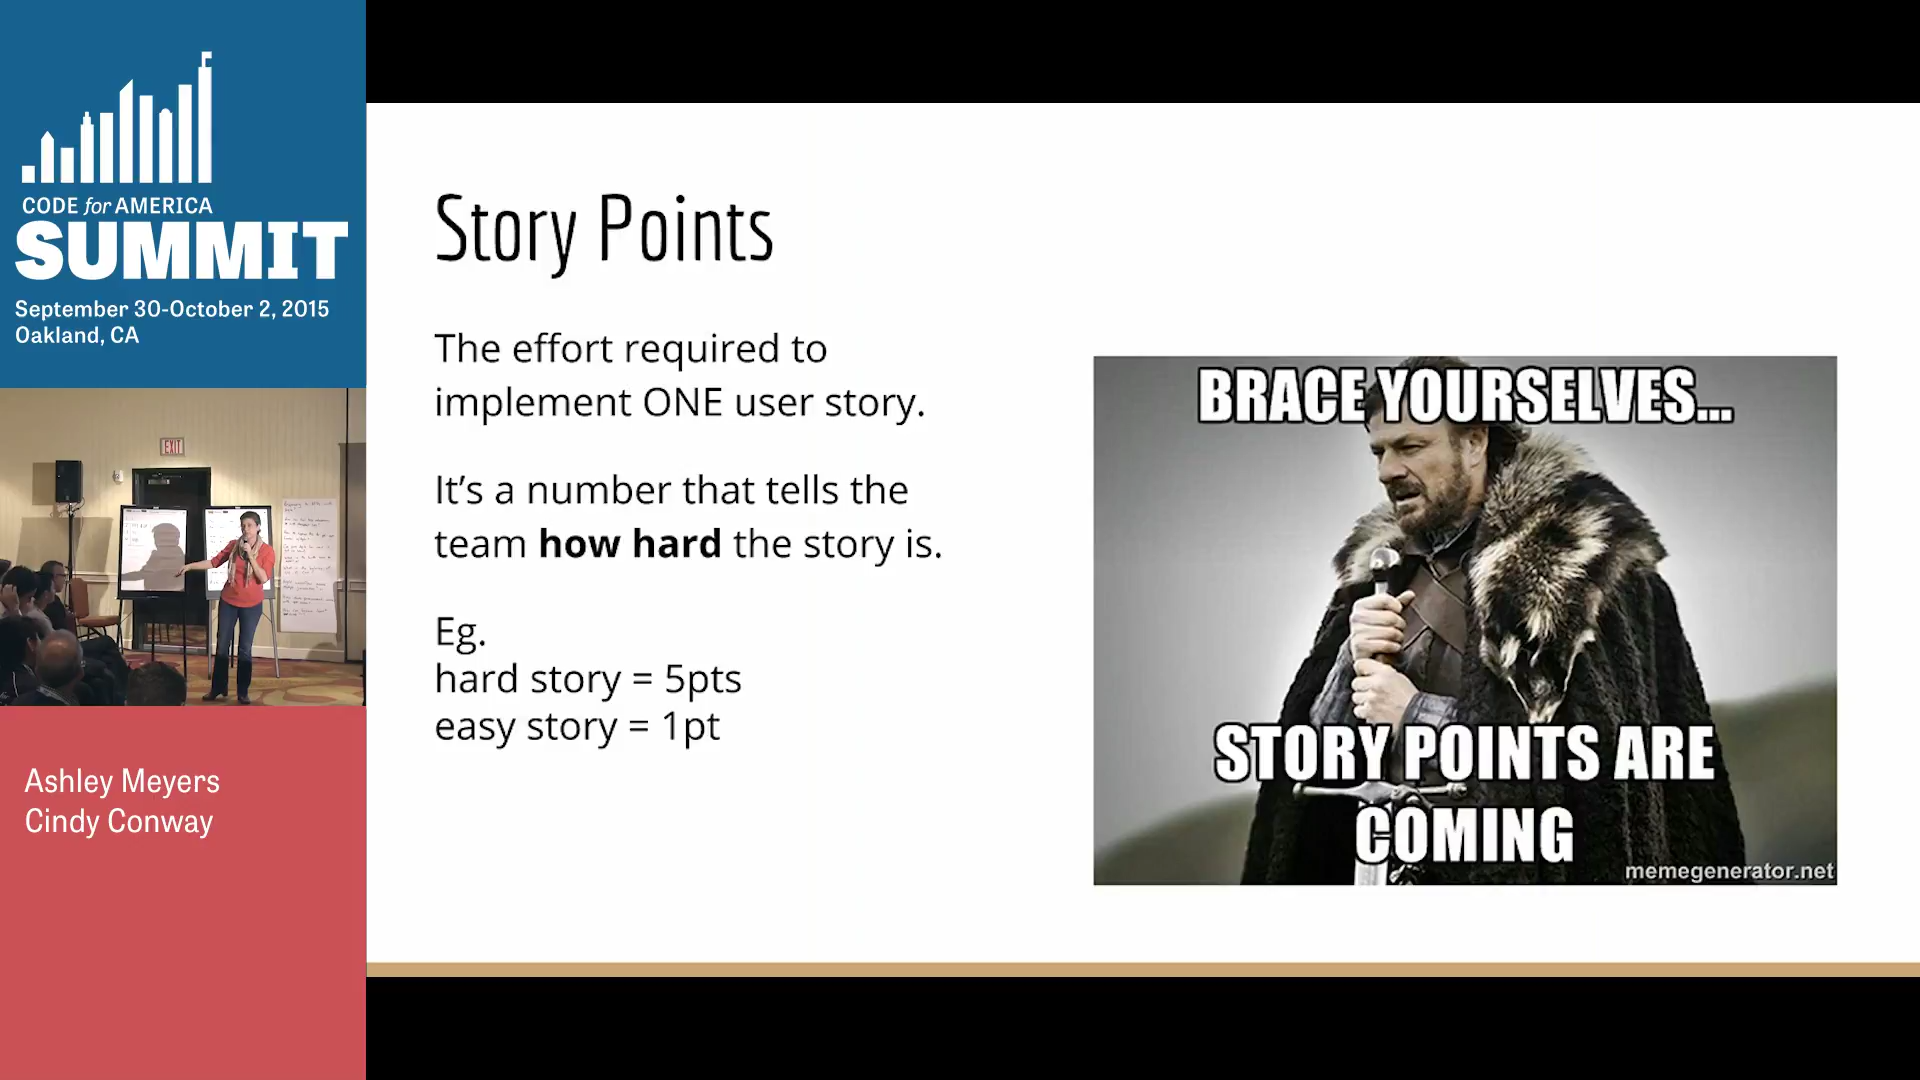 CODE for AMERICA
SUMMIT
September 30-October 2, 2015
Oakland, CA
EXIT
Ashley Meyers
Cindy Conway
Story Points
The effort required to
implement ONE user story.
It's a number that tells the
team how hard the story is.
Eg.
hard story = 5pts
easy story = 1pt
BRACE YOURSELVES...
STORY POINTS ARE
COMING
memegenerator.net